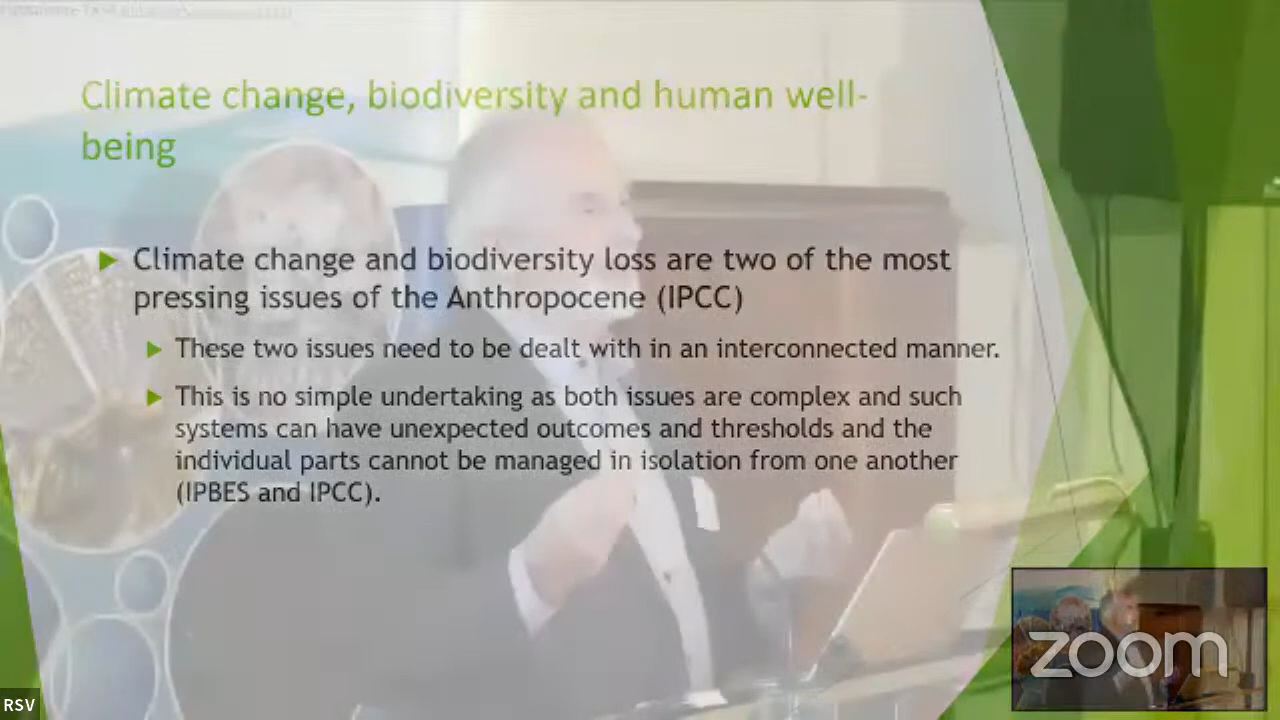 Climate change, biodiversity and human well-
being
Climate change and biodiversity loss are two of the most
pressing issues of the Anthropocene (IPCC)
These two issues need to be dealt with in an interconnected manner.
This is no simple undertaking as both issues are complex and such
systems can have unexpected outcomes and thresholds and the
individual parts cannot be managed in isolation from one another
(IPBES and IPCC).
zoom
RSV